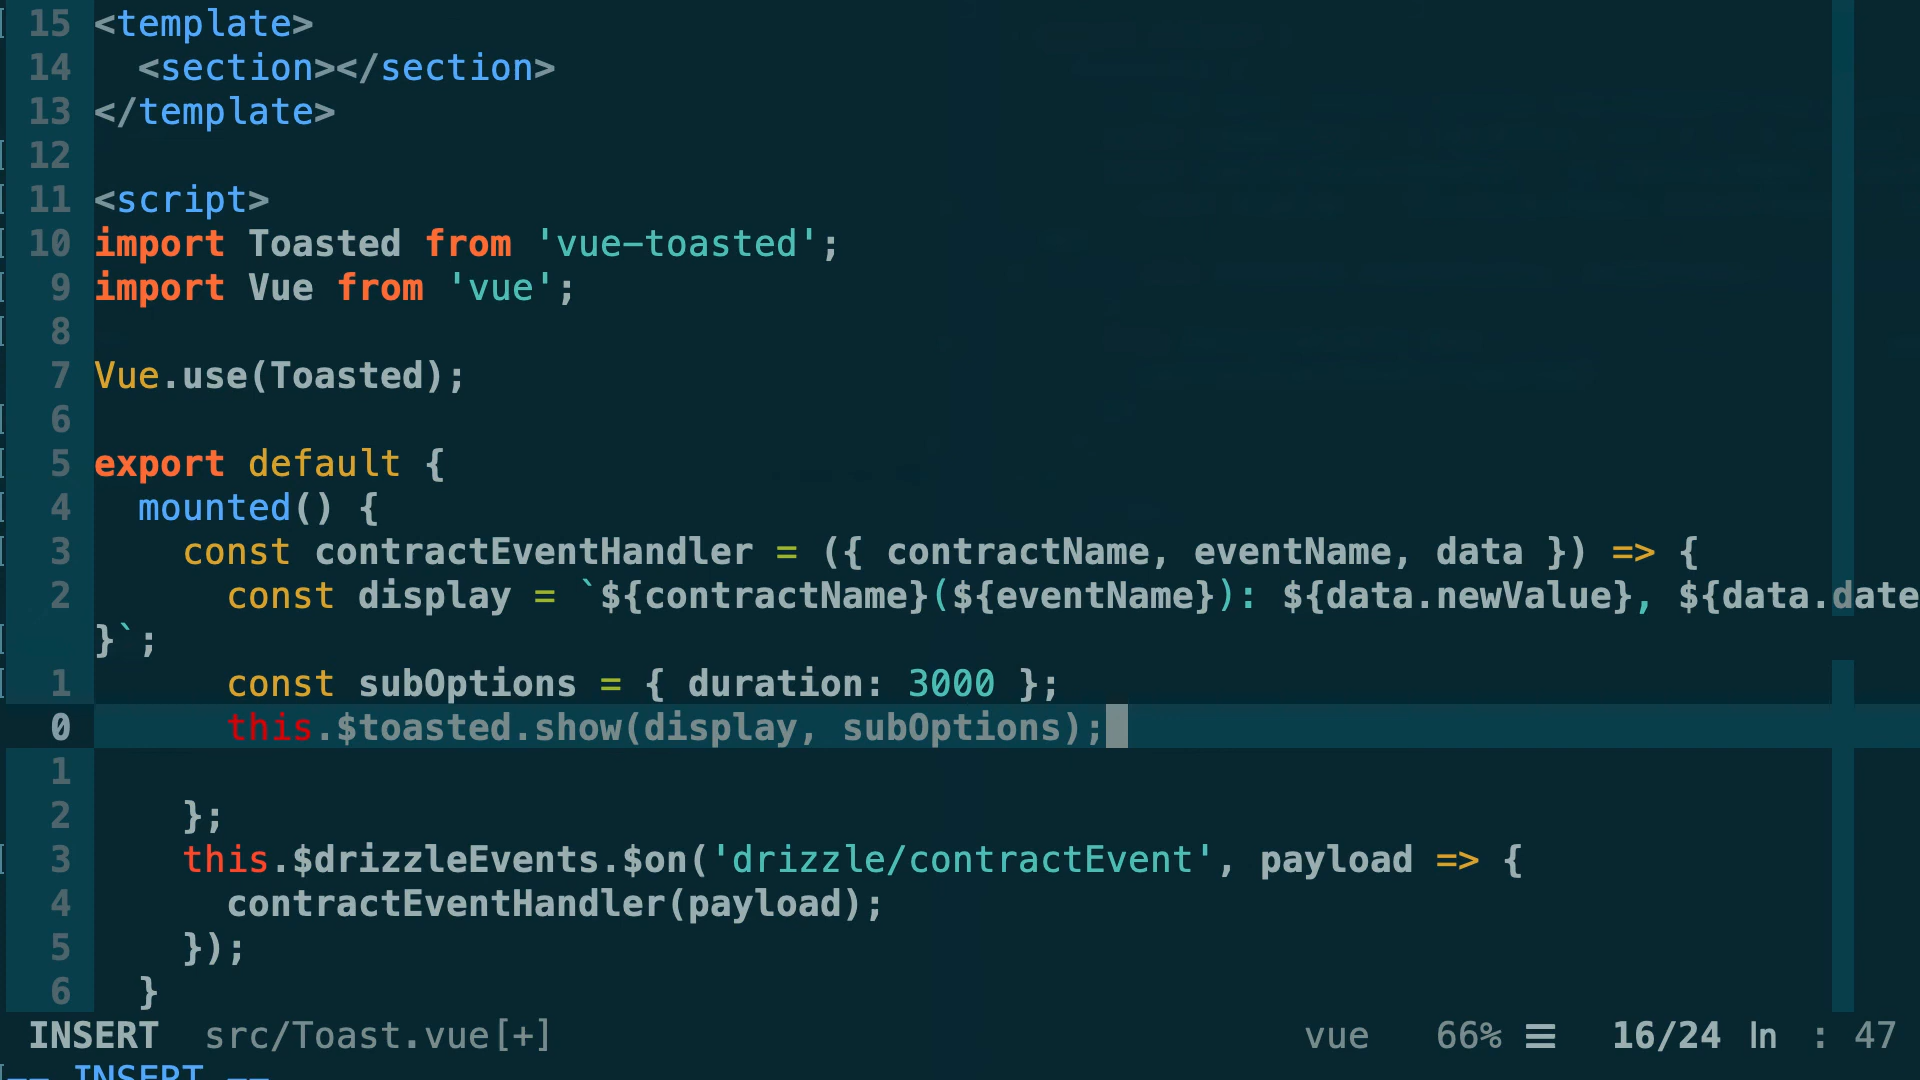 15 <template>
14   <section></section>
13 </template>
12
11 <script>
10 import Toasted from 'vue-toasted';
9 import Vue from 'vue';
8
7 Vue.use(Toasted);
6
5 export default {
4   mounted() {
3     const contractEventHandler = ({ contractName, eventName, data }) => {
2       const display = `${contractName}(${eventName}): ${data.newValue}, ${data.date
}`;
1       const subOptions = { duration: 3000 };
0       this.$toasted.show(display, subOptions);
1
2     };
3     this.$drizzleEvents.$on('drizzle/contractEvent', payload => {
4       contractEventHandler(payload);
5     });
6   }
INSERT src/Toast.vue[+] vue 66% ☰ 16/24 ln : 47
-- INSERT --